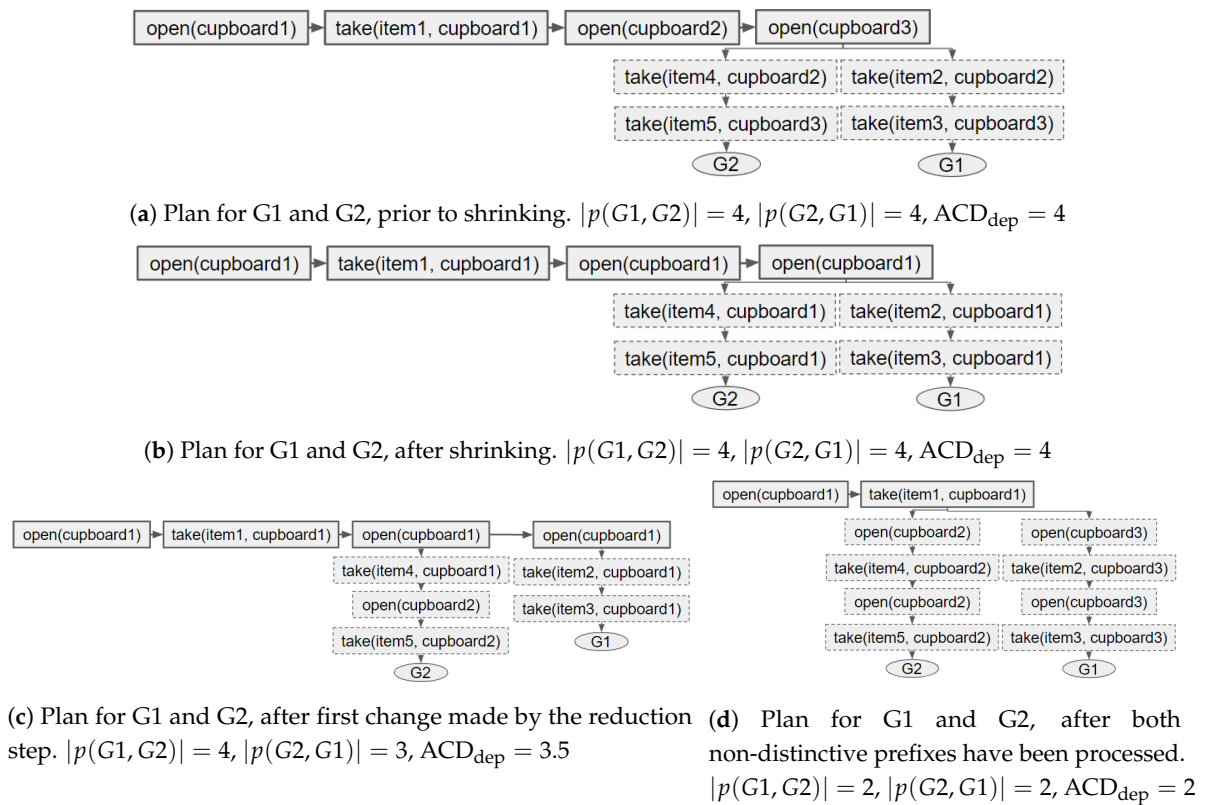 open(cupboard1) take(item1, cupboard1) open(cupboard2) open(cupboard3)
take(item4, cupboard2) take(item2, cupboard2)
take(item5, cupboard3) take(item3, cupboard3)
G2 G1
(a) Plan for G1 and G2, prior to shrinking. |p(G1, G2)| = 4, |p(G2, G1)| = 4, ACD_dep = 4
open(cupboard1) take(item1, cupboard1) open(cupboard1) open(cupboard1)
take(item4, cupboard1) take(item2, cupboard1)
take(item5, cupboard1) take(item3, cupboard1)
G2 G1
(b) Plan for G1 and G2, after shrinking. |p(G1, G2)| = 4, |p(G2, G1)| = 4, ACD_dep = 4
open(cupboard1) take(item1, cupboard1) open(cupboard1) open(cupboard1)
take(item4, cupboard1) take(item2, cupboard1)
open(cupboard2) take(item3, cupboard1)
take(item5, cupboard2) G1
G2
(c) Plan for G1 and G2, after first change made by the reduction
step. |p(G1, G2)| = 4, |p(G2, G1)| = 3, ACD_dep = 3.5
open(cupboard1) take(item1, cupboard1)
open(cupboard2) open(cupboard3)
take(item4, cupboard2) take(item2, cupboard3)
open(cupboard2) open(cupboard3)
take(item5, cupboard2) take(item3, cupboard3)
G2 G1
(d) Plan for G1 and G2, after both
non-distinctive prefixes have been processed.
|p(G1, G2)| = 2, |p(G2, G1)| = 2, ACD_dep = 2